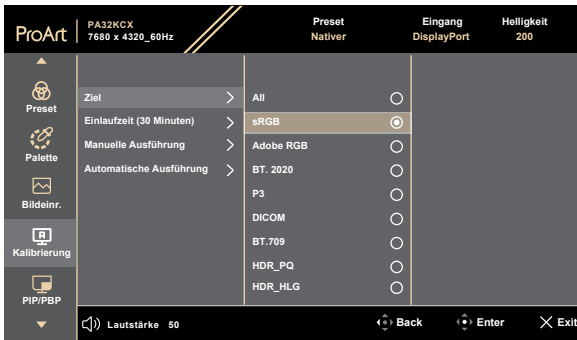 ProArt
PA32KCX
7680 x 4320_60Hz
Preset
Nativer
Eingang
DisplayPort
Helligkeit
200
Preset
Palette
Bildeinr.
Kalibrierung
PIP/PBP
Ziel
Einlaufzeit (30 Minuten)
Manuelle Ausführung
Automatische Ausführung
All
sRGB
Adobe RGB
BT. 2020
P3
DICOM
BT.709
HDR_PQ
HDR_HLG
Lautstärke 50
Back
Enter
Exit